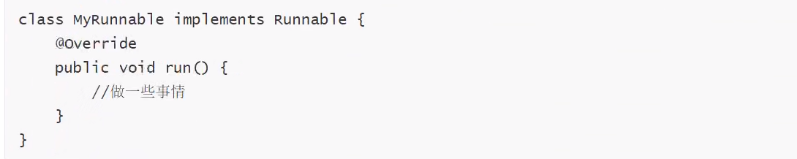 class MyRunnable implements Runnable {
    @Override
    public void run() {
        //做一些事情
    }
}